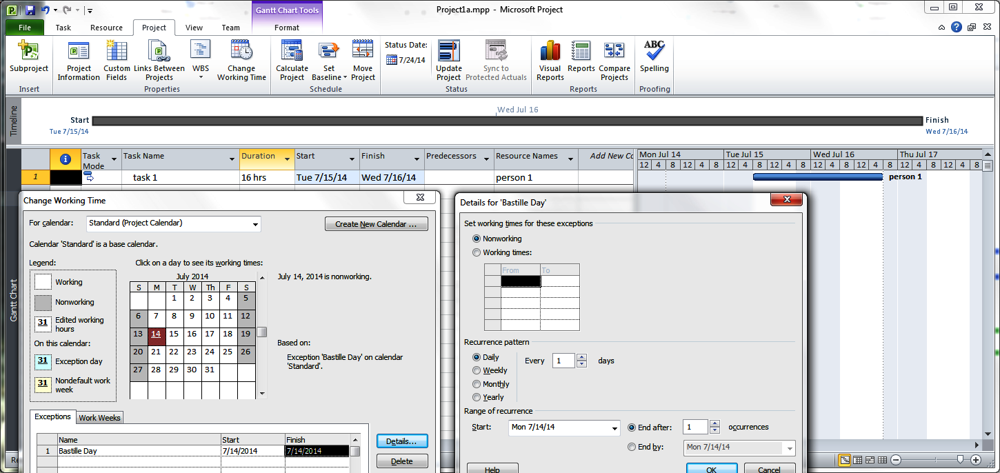 Project1a.mpp - Microsoft Project
Gantt Chart Tools
File Task Resource Project View Team Format
Subproject
Project Information
Custom Fields
Links Between Projects
WBS
Change Working Time
Calculate Project
Set Baseline
Move Project
Status Date:
7/24/14
Update Project
Sync to Protected Actuals
Visual Reports
Reports
Compare Projects
ABC
Spelling
Insert Properties Schedule Status Reports Proofing
Timeline
Wed Jul 16
Start
Tue 7/15/14
Finish
Wed 7/16/14
Task Mode Task Name Duration Start Finish Predecessors Resource Names Add New Co
Mon Jul 14 Tue Jul 15 Wed Jul 16 Thu Jul 17
12 4 8 12 4 8 12 4 8 12 4 8 12 4 8 12 4 8 12 4 8 12 4 8
1 task 1 16 hrs Tue 7/15/14 Wed 7/16/14 person 1
person 1
Gantt Chart
Change Working Time
For calendar: Standard (Project Calendar)
Create New Calendar ...
Calendar 'Standard' is a base calendar.
Legend:
Working
Nonworking
31 Edited working hours
On this calendar:
31 Exception day
31 Nondefault work week
Click on a day to see its working times:
July 2014
S M T W Th F S
1 2 3 4 5
6 7 8 9 10 11 12
13 14 15 16 17 18 19
20 21 22 23 24 25 26
27 28 29 30 31
July 14, 2014 is nonworking.
Based on:
Exception 'Bastille Day' on calendar
'Standard'.
Exceptions Work Weeks
Name Start Finish
1 Bastille Day 7/14/2014 7/14/2014
Details...
Delete
Re
Details for 'Bastille Day'
Set working times for these exceptions
Nonworking
Working times:
From To
Recurrence pattern
Daily
Weekly
Monthly
Yearly
Every 1 days
Range of recurrence
Start: Mon 7/14/14
End after: 1 occurrences
End by: Mon 7/14/14
Help OK Cancel